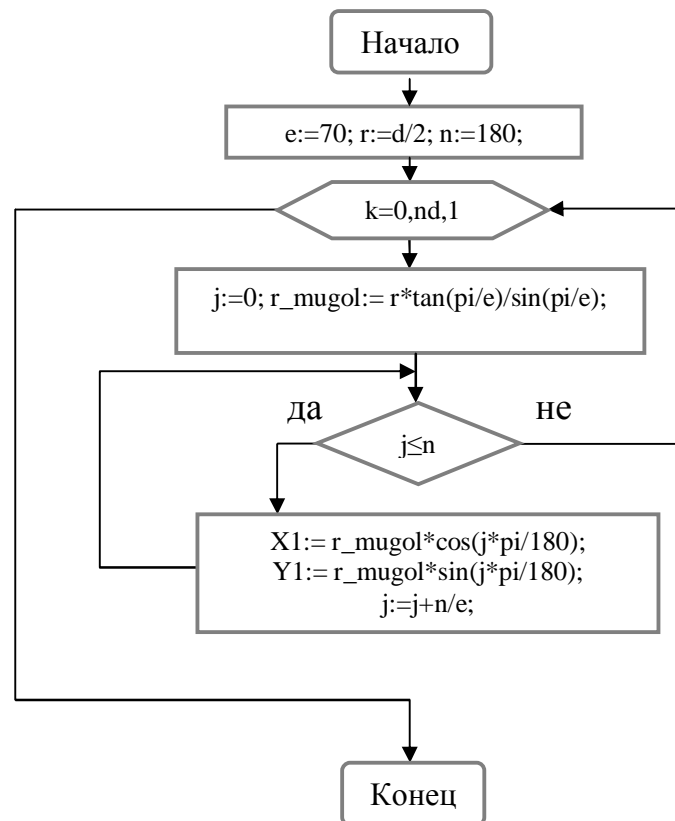 Начало
e:=70; r:=d/2; n:=180;
k=0,nd,1
j:=0; r_mugol:= r*tan(pi/e)/sin(pi/e);
да
не
j≤n
X1:= r_mugol*cos(j*pi/180);
Y1:= r_mugol*sin(j*pi/180);
j:=j+n/e;
Конец